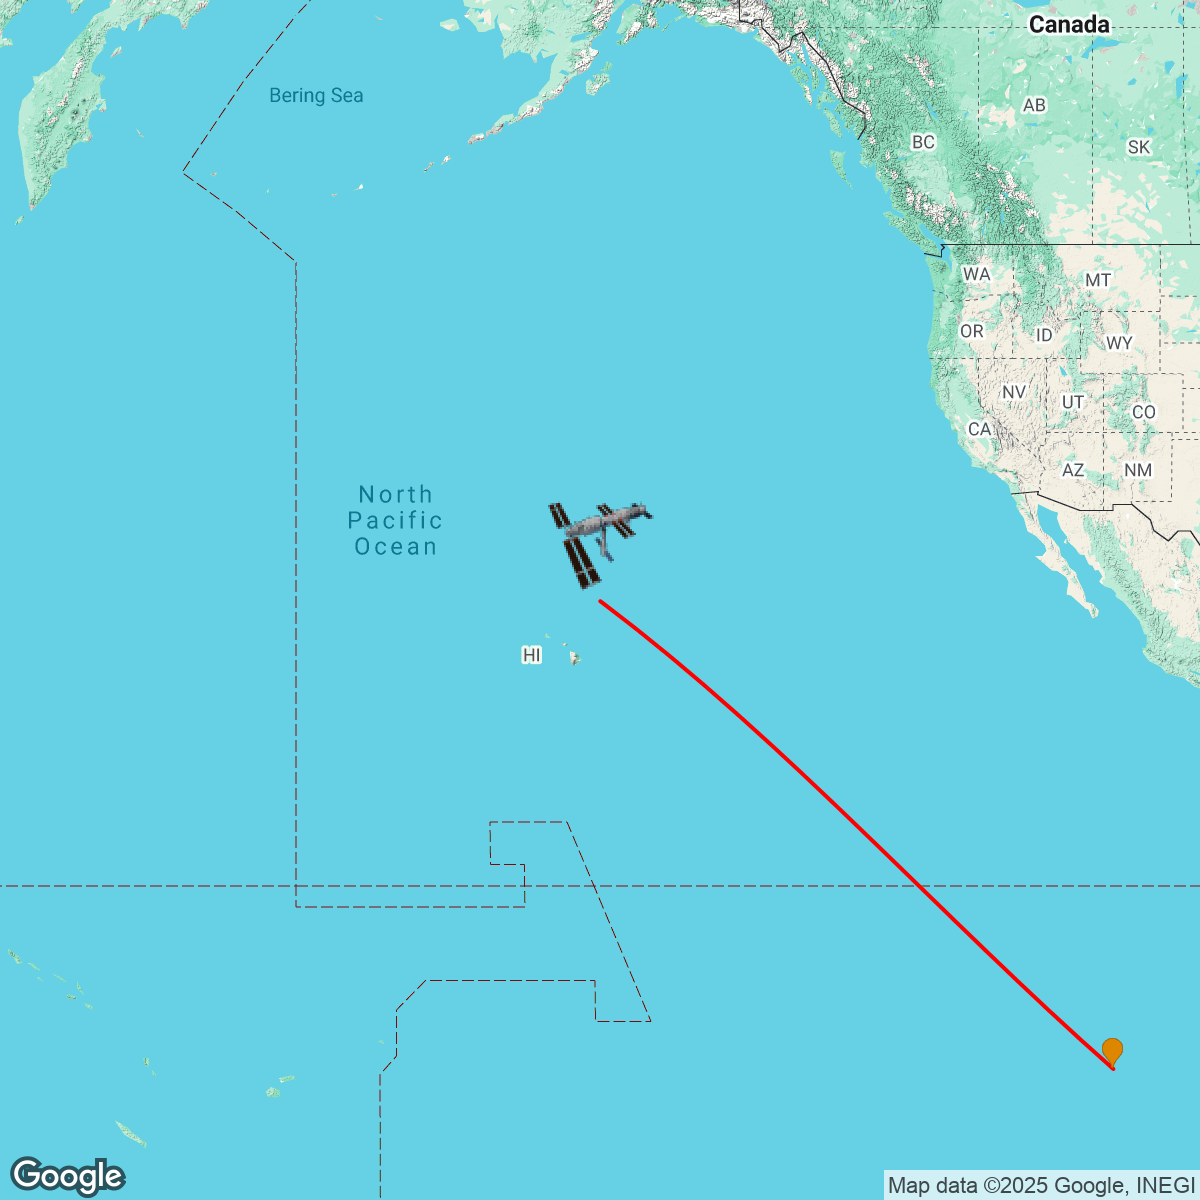 Canada
Bering Sea
AB
BC
SK
WA
MT
OR
ID
WY
NV
UT
CO
CA
AZ
NM
North
Pacific
Ocean
HI
Google
Map data ©2025 Google, INEGI